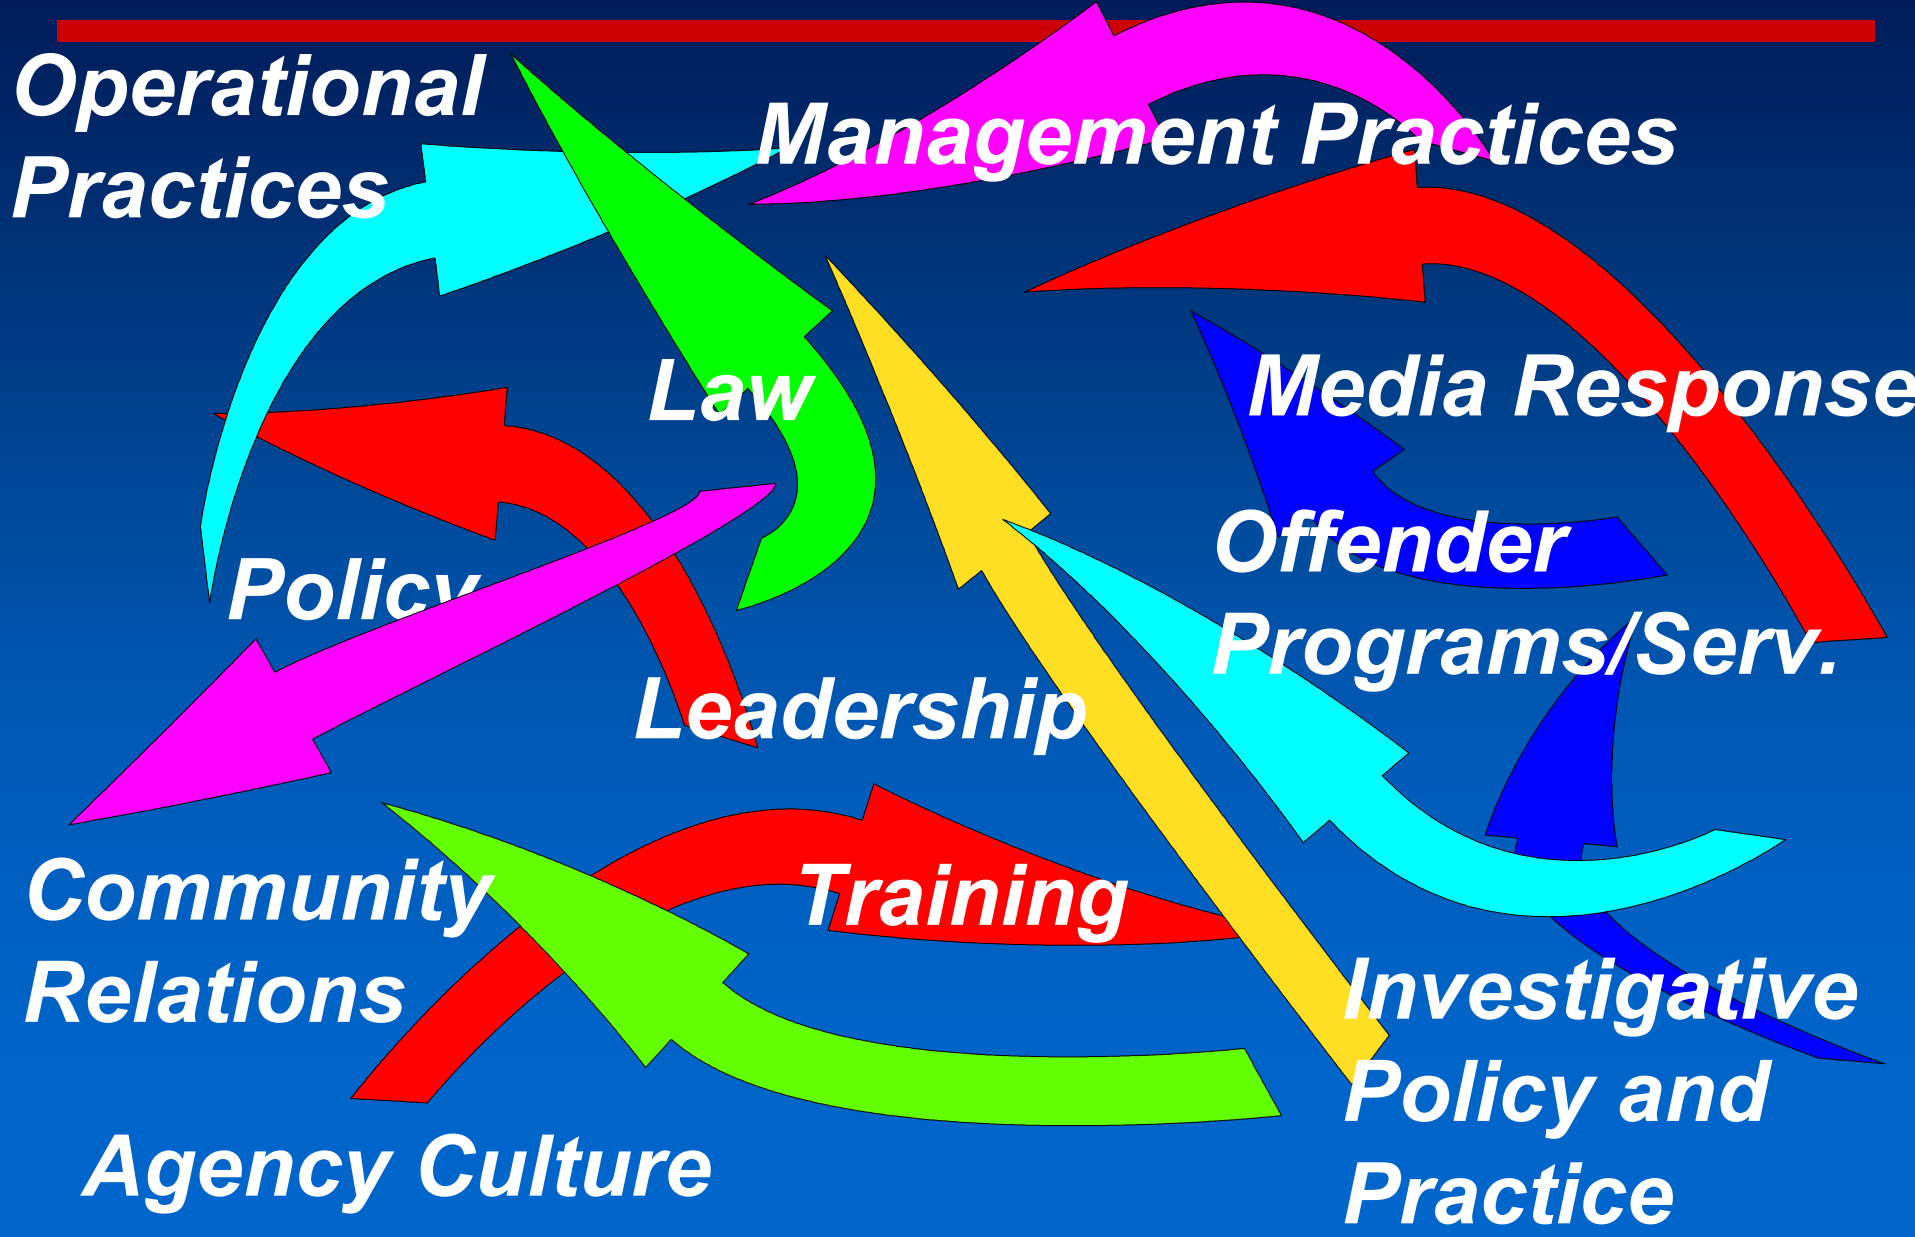 Operational
Practices
Management Practices
Law
Media Response
Policy
Offender
Programs/Serv.
Leadership
Community
Relations
Training
Investigative
Policy and
Practice
Agency Culture